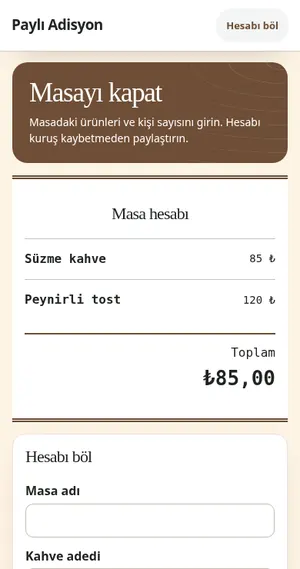 Paylı Adisyon
Hesabı böl
Masayı kapat
Masadaki ürünleri ve kişi sayısını girin. Hesabı
kuruş kaybetmeden paylaştırın.
Masa hesabı
Süzme kahve 85 ₺
Peynirli tost 120 ₺
Toplam
₺85,00
Hesabı böl
Masa adı
Kahve adedi